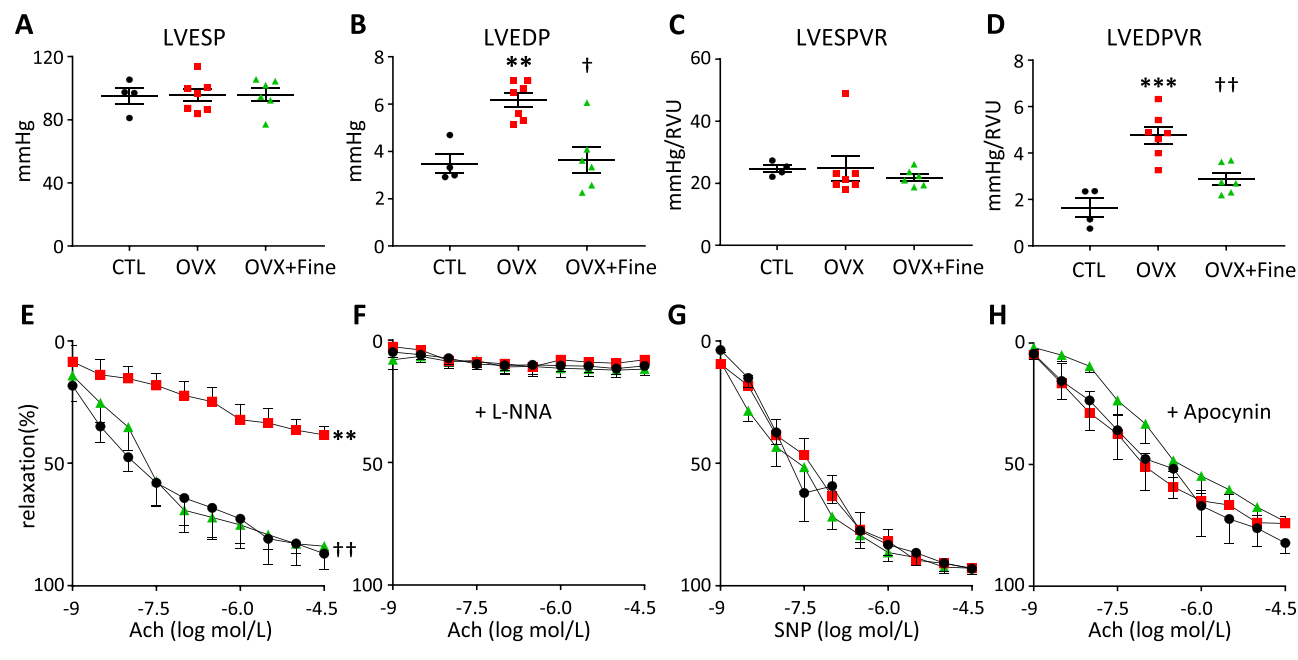 A
LVESP
mmHg
120
80
40
0
CTL
OVX
OVX+Fine
B
LVEDP
mmHg
8
6
4
2
0
**
†
CTL
OVX
OVX+Fine
C
LVESPVR
mmHg/RVU
60
40
20
0
CTL
OVX
OVX+Fine
D
LVEDPVR
mmHg/RVU
8
6
4
2
0
***
††
CTL
OVX
OVX+Fine
E
relaxation(%)
0
50
100
**
††
-9
-7.5
-6.0
-4.5
Ach (log mol/L)
F
0
50
100
+ L-NNA
-9
-7.5
-6.0
-4.5
Ach (log mol/L)
G
0
50
100
-9
-7.5
-6.0
-4.5
SNP (log mol/L)
H
0
50
100
+ Apocynin
-9
-7.5
-6.0
-4.5
Ach (log mol/L)